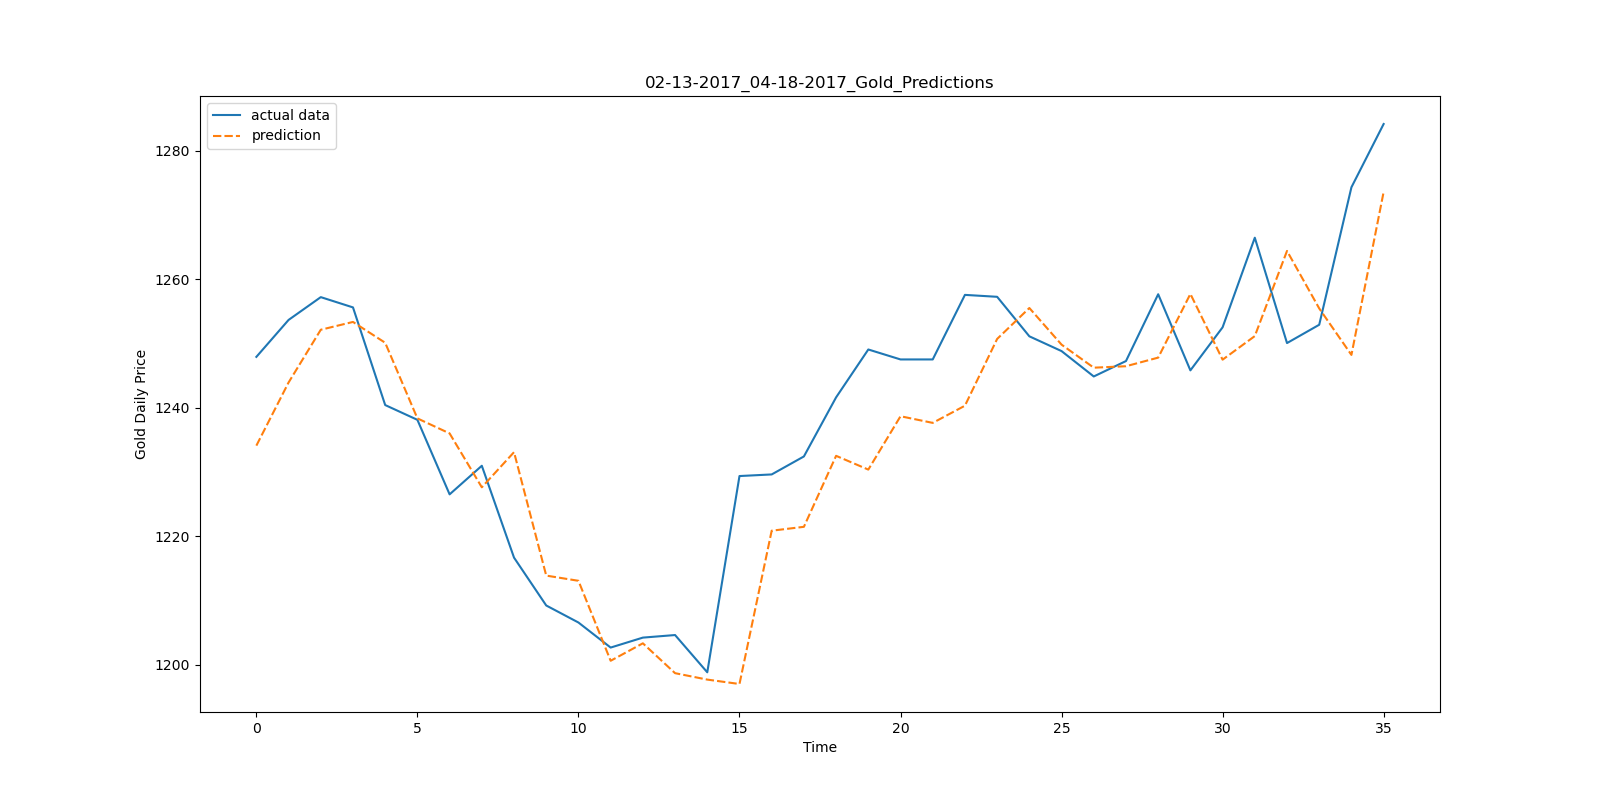 02-13-2017_04-18-2017_Gold_Predictions
actual data
prediction
Gold Daily Price
1280
1260
1240
1220
1200
0 5 10 15 20 25 30 35
Time